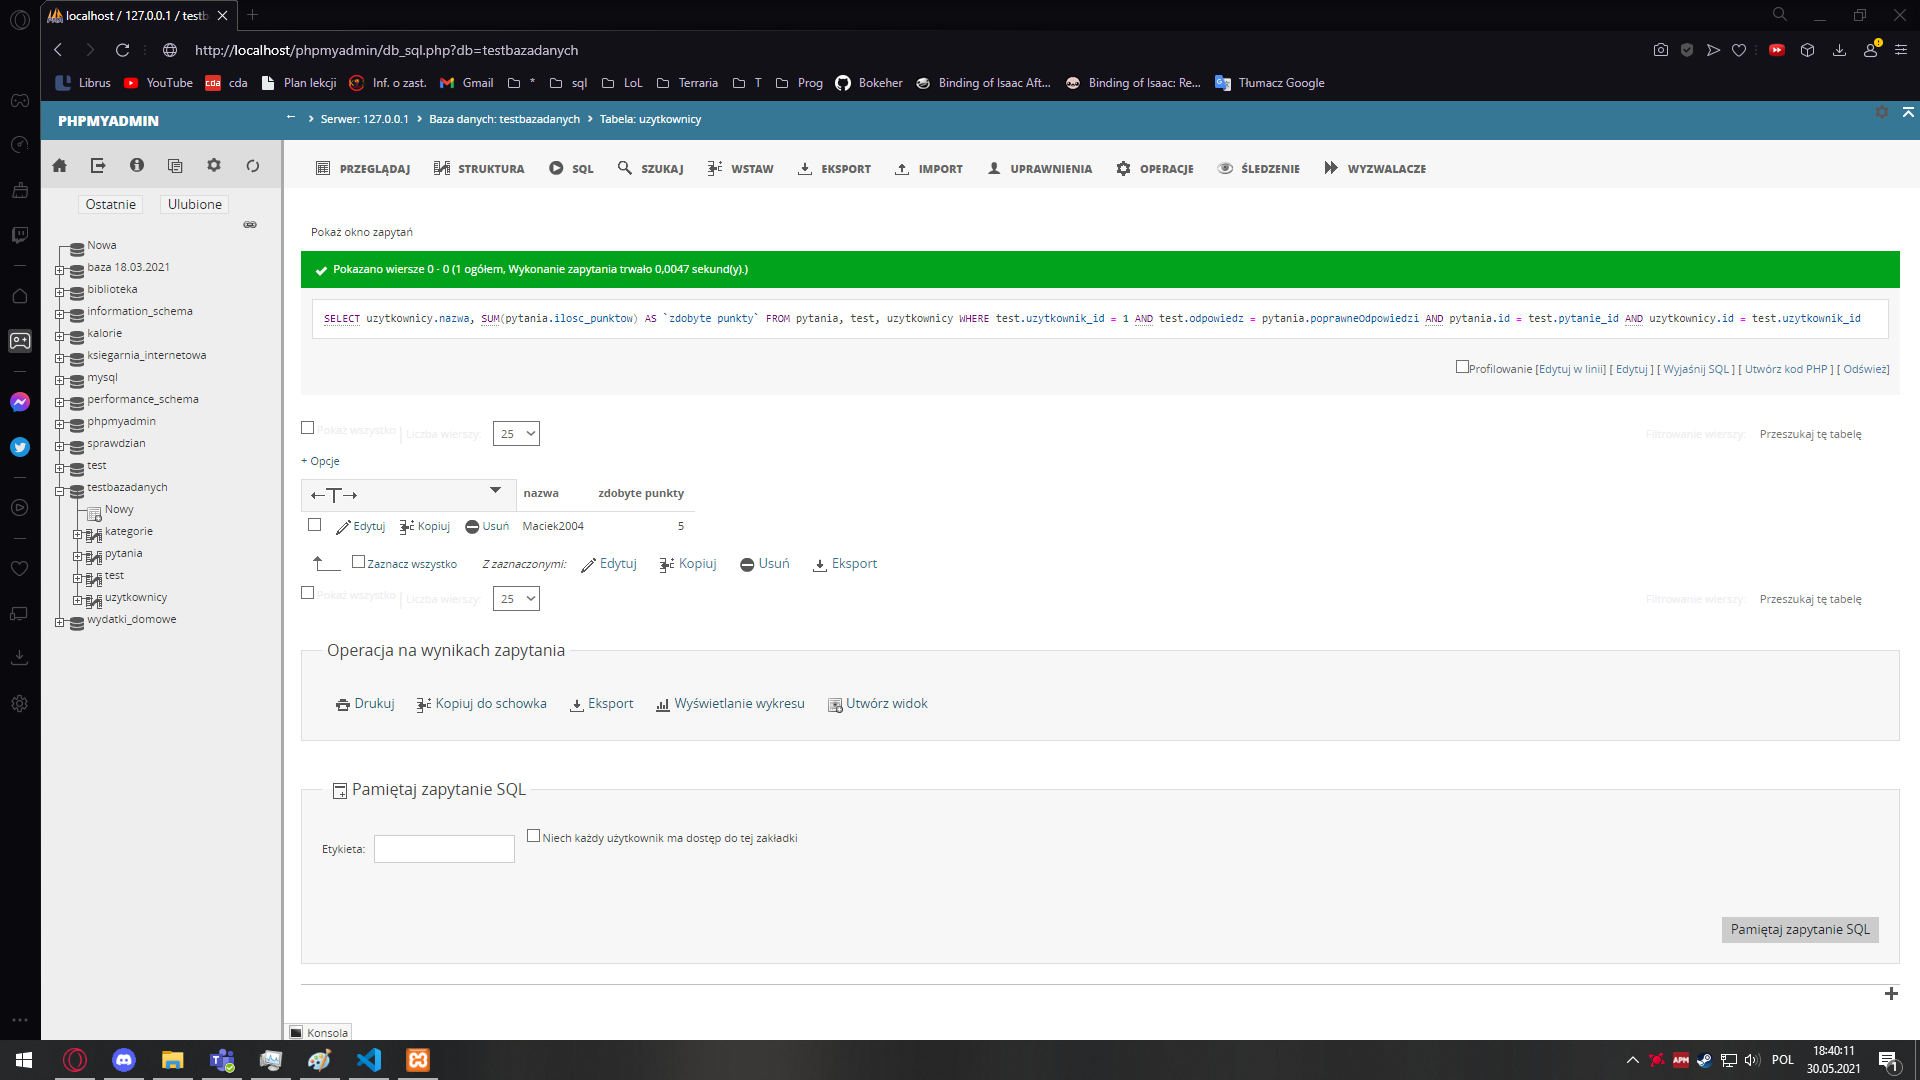 localhost / 127.0.0.1 / testb
http://localhost/phpmyadmin/db_sql.php?db=testbazadanych
Librus YouTube cda Plan lekcji Inf. o zast. Gmail * sql LoL Terraria T Prog Bokeher Binding of Isaac Aft... Binding of Isaac: Re... Tłumacz Google
PHPMYADMIN
Serwer: 127.0.0.1 Baza danych: testbazadanych Tabela: uzytkownicy
PRZEGLĄDAJ STRUKTURA SQL SZUKAJ WSTAW EKSPORT IMPORT UPRAWNIENIA OPERACJE ŚLEDZENIE WYZWALACZE
Ostatnie Ulubione
Nowa
baza 18.03.2021
biblioteka
information_schema
kalorie
ksiegarnia_internetowa
mysql
performance_schema
phpmyadmin
sprawdzian
test
testbazadanych
Nowy
kategorie
pytania
test
uzytkownicy
wydatki_domowe
Pokaż okno zapytań
Pokazano wiersze 0 - 0 (1 ogółem, Wykonanie zapytania trwało 0,0047 sekund(y).)
SELECT uzytkownicy.nazwa, SUM(pytania.ilosc_punktow) AS `zdobyte punkty` FROM pytania, test, uzytkownicy WHERE test.uzytkownik_id = 1 AND test.odpowiedz = pytania.poprawneOdpowiedzi AND pytania.id = test.pytanie_id AND uzytkownicy.id = test.uzytkownik_id
Profilowanie [Edytuj w linii] [ Edytuj ] [ Wyjaśnij SQL ] [ Utwórz kod PHP ] [ Odśwież]
Pokaż wszystko | Liczba wierszy: 25 Filtrowanie wierszy: Przeszukaj tę tabelę
+ Opcje
←T→ nazwa zdobyte punkty
Edytuj Kopiuj Usuń Maciek2004 5
Zaznacz wszystko Z zaznaczonymi: Edytuj Kopiuj Usuń Eksport
Pokaż wszystko | Liczba wierszy: 25 Filtrowanie wierszy: Przeszukaj tę tabelę
Operacja na wynikach zapytania
Drukuj Kopiuj do schowka Eksport Wyświetlanie wykresu Utwórz widok
Pamiętaj zapytanie SQL
Etykieta: Niech każdy użytkownik ma dostęp do tej zakładki
Pamiętaj zapytanie SQL
Konsola
APM POL 18:40:11
30.05.2021
1